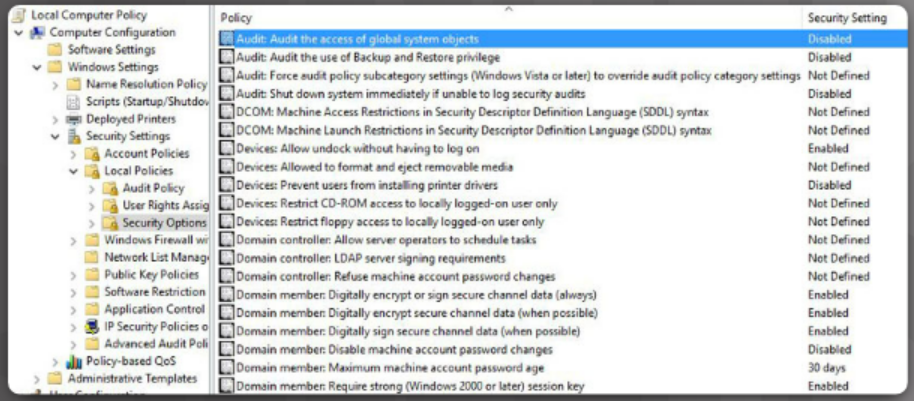 Local Computer Policy
Computer Configuration
Software Settings
Windows Settings
Name Resolution Policy
Scripts (Startup/Shutdov
Deployed Printers
Security Settings
Account Policies
Local Policies
Audit Policy
User Rights Assig
Security Options
Windows Firewall wi
Network List Manag
Public Key Policies
Software Restriction
Application Control
IP Security Policies o
Advanced Audit Poli
Policy-based QoS
Administrative Templates
Policy Security Setting
Audit: Audit the access of global system objects Disabled
Audit: Audit the use of Backup and Restore privilege Disabled
Audit: Force audit policy subcategory settings (Windows Vista or later) to override audit policy category settings Not Defined
Audit: Shut down system immediately if unable to log security audits Disabled
DCOM: Machine Access Restrictions in Security Descriptor Definition Language (SDDL) syntax Not Defined
DCOM: Machine Launch Restrictions in Security Descriptor Definition Language (SDDL) syntax Not Defined
Devices: Allow undock without having to log on Enabled
Devices: Allowed to format and eject removable media Not Defined
Devices: Prevent users from installing printer drivers Disabled
Devices: Restrict CD-ROM access to locally logged-on user only Not Defined
Devices: Restrict floppy access to locally logged-on user only Not Defined
Domain controller: Allow server operators to schedule tasks Not Defined
Domain controller: LDAP server signing requirements Not Defined
Domain controller: Refuse machine account password changes Not Defined
Domain member: Digitally encrypt or sign secure channel data (always) Enabled
Domain member: Digitally encrypt secure channel data (when possible) Enabled
Domain member: Digitally sign secure channel data (when possible) Enabled
Domain member: Disable machine account password changes Disabled
Domain member: Maximum machine account password age 30 days
Domain member: Require strong (Windows 2000 or later) session key Enabled